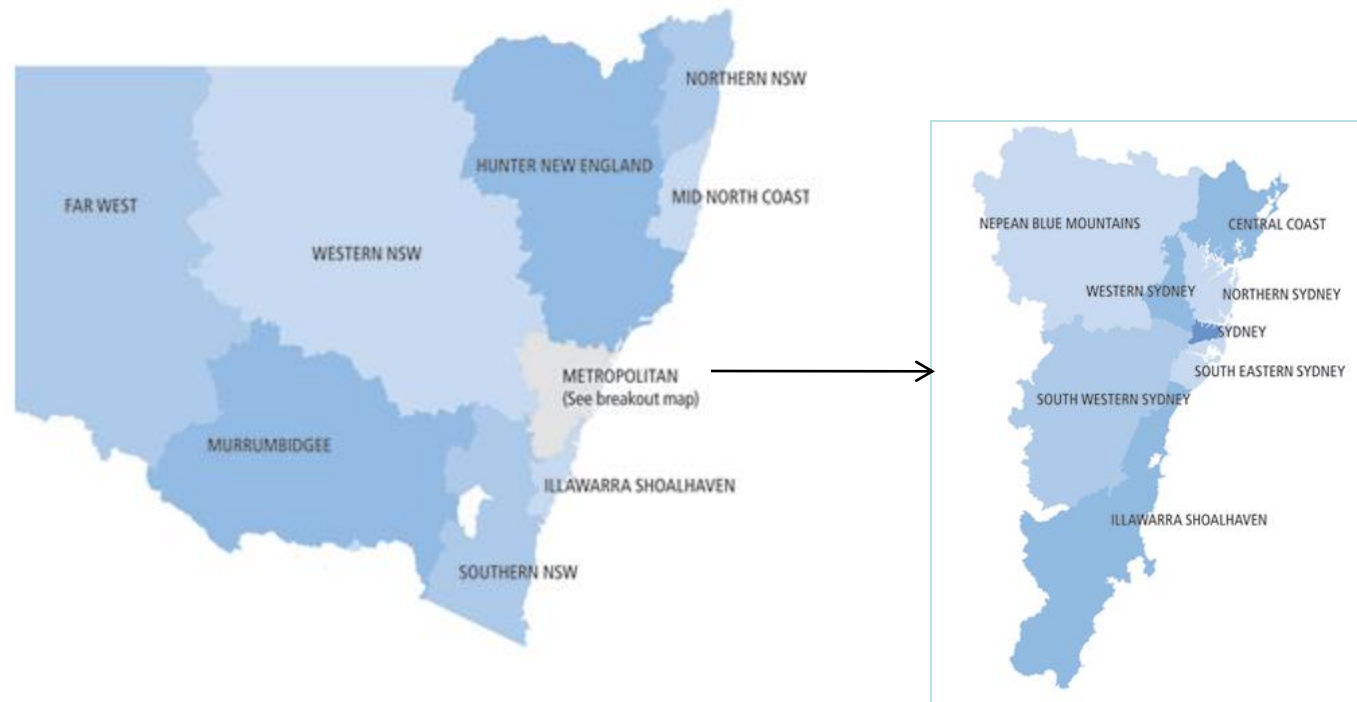 NORTHERN NSW
HUNTER NEW ENGLAND
MID NORTH COAST
FAR WEST
WESTERN NSW
METROPOLITAN
(See breakout map)
MURRUMBIDGEE
ILLAWARRA SHOALHAVEN
SOUTHERN NSW
NEPEAN BLUE MOUNTAINS
CENTRAL COAST
WESTERN SYDNEY
NORTHERN SYDNEY
SYDNEY
SOUTH EASTERN SYDNEY
SOUTH WESTERN SYDNEY
ILLAWARRA SHOALHAVEN